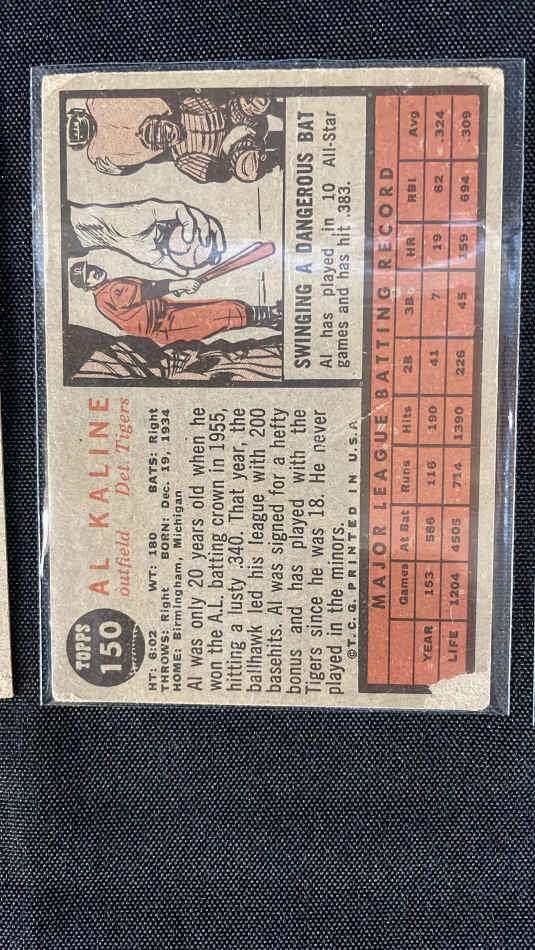 TOPPS
150
AL KALINE
outfield Det. Tigers
HT: 6:02 WT: 180 BATS: Right
THROWS: Right BORN: Dec. 19, 1934
HOME: Birmingham, Michigan
Al was only 20 years old when he
won the A.L. batting crown in 1955,
hitting a lusty .340. That year, the
ballhawk led his league with 200
basehits. Al was signed for a hefty
bonus and has played with the
Tigers since he was 18. He never
played in the minors.
©T.C.G. PRINTED IN U.S.A.
SWINGING A DANGEROUS BAT
Al has played in 10 All-Star
games and has hit .383.
MAJOR LEAGUE BATTING RECORD
Games At Bat Runs Hits 2B 3B HR RBI Avg
YEAR 153 586 116 190 41 7 19 82 .324
LIFE 1204 4505 714 1390 226 45 159 694 .309